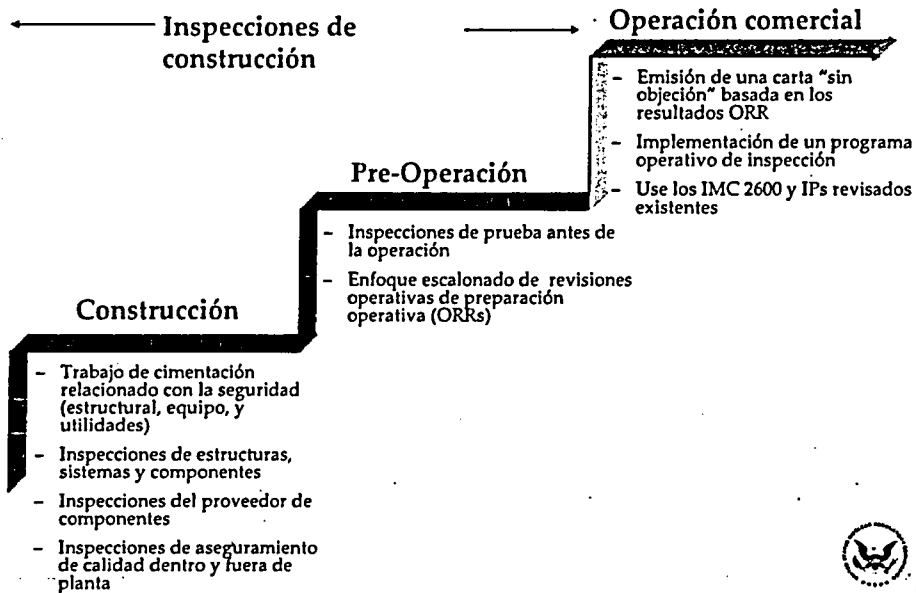 Inspecciones de
construcción
Operación comercial
– Emisión de una carta "sin
objeción" basada en los
resultados ORR
– Implementación de un programa
operativo de inspección
– Use los IMC 2600 y IPs revisados
existentes
Pre-Operación
– Inspecciones de prueba antes de
la operación
– Enfoque escalonado de revisiones
operativas de preparación
operativa (ORRs)
Construcción
– Trabajo de cimentación
relacionado con la seguridad
(estructural, equipo, y
utilidades)
– Inspecciones de estructuras,
sistemas y componentes
– Inspecciones del proveedor de
componentes
– Inspecciones de aseguramiento
de calidad dentro y fuera de
planta